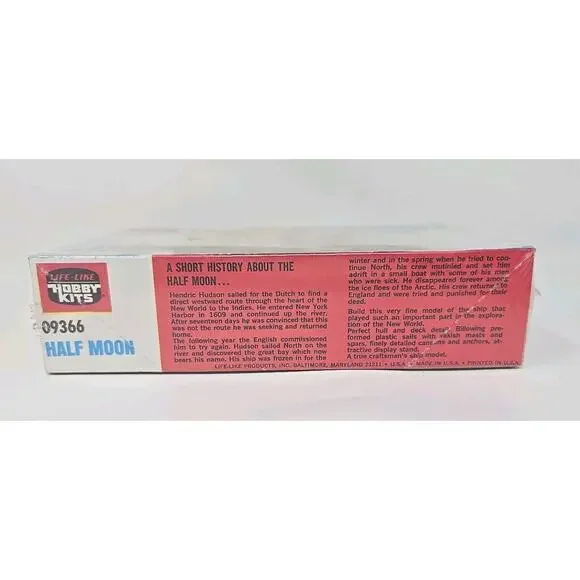 LIFE-LIKE
HOBBY
KITS
09366
HALF MOON
A SHORT HISTORY ABOUT THE
HALF MOON...
Hendric Hudson sailed for the Dutch to find a
direct westward route through the heart of the
New World to the Indies. He entered New York
Harbor in 1609 and continued up the river.
After seventeen days he was convinced that this
was not the route he was seeking and returned
home.
The following year the English commissioned
him to try again. Hudson sailed North on the
river and discovered the great bay which now
bears his name. His ship was frozen in for the
winter and in the spring when he tried to con-
tinue North, his crew mutinied and set him
adrift in a small boat with some of his men
who were sick. He disappeared forever among
the ice floes of the Arctic. His crew returned to
England and were tried and punished for their
deed.
Build this very fine model of the ship that
played such an important part in the explora-
tion of the New World.
Perfect hull and deck detail. Billowing pre-
formed plastic sails with rakish masts and
spars, finely detailed cannons and anchors, at-
tractive display stand.
A true craftsman's ship model.
LIFE-LIKE PRODUCTS, INC. BALTIMORE, MARYLAND 21211 • U.S.A. • MADE IN U.S.A. • PRINTED IN U.S.A.